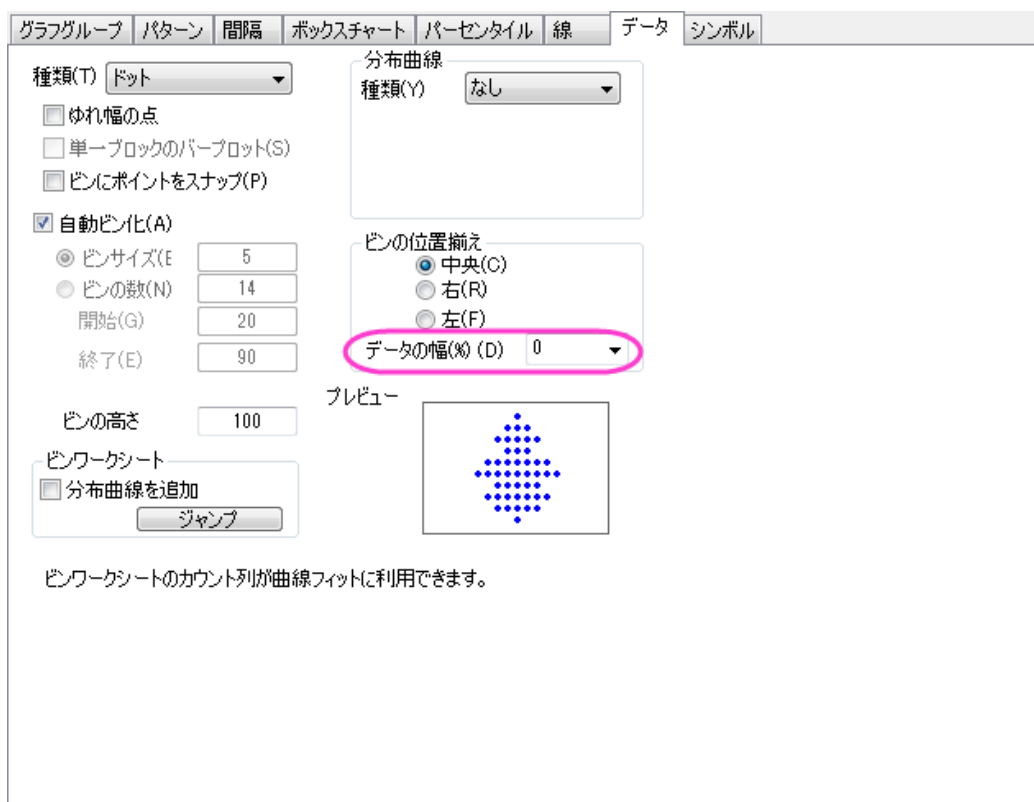 グラフグループ パターン 間隔 ボックスチャート パーセンタイル 線 データ シンボル
種類(T) ドット
ゆれ幅の点
単一ブロックのバープロット(S)
ビンにポイントをスナップ(P)
自動ビン化(A)
ビンサイズ(E 5
ビンの数(N) 14
開始(G) 20
終了(E) 90
ビンの高さ 100
ビンワークシート
分布曲線を追加
ジャンプ
分布曲線
種類(Y) なし
ビンの位置揃え
中央(C)
右(R)
左(F)
データの幅(%) (D) 0
プレビュー
ビンワークシートのカウント列が曲線フィットに利用できます。